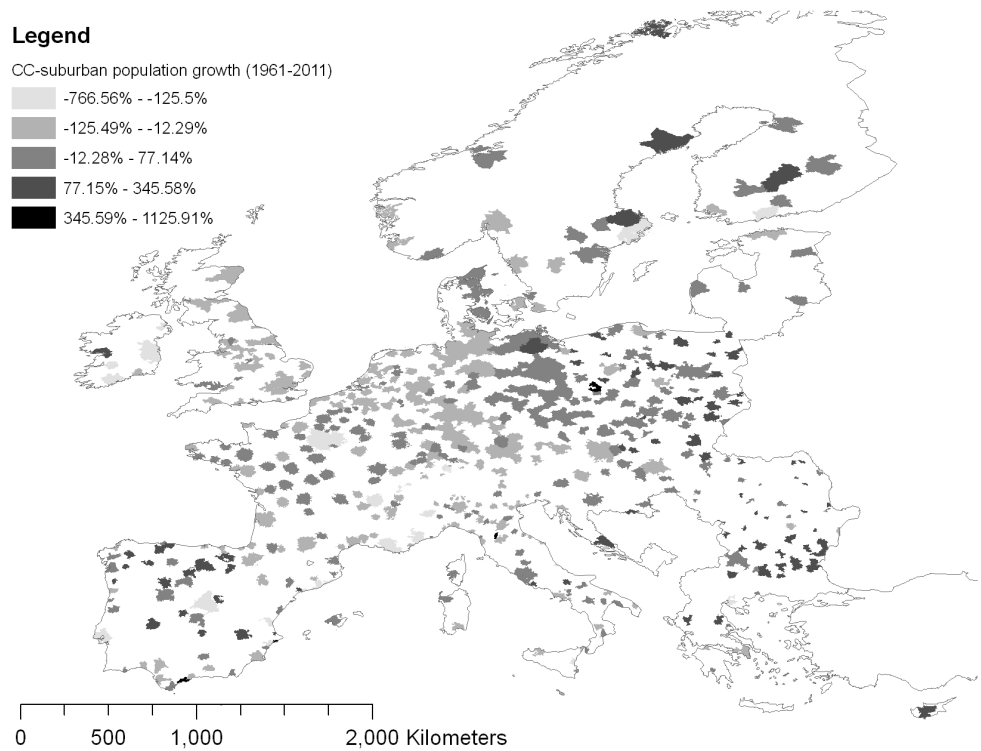 Legend
CC-suburban population growth (1961-2011)
-766.56% - -125.5%
-125.49% - -12.29%
-12.28% - 77.14%
77.15% - 345.58%
345.59% - 1125.91%
0 500 1,000 2,000 Kilometers